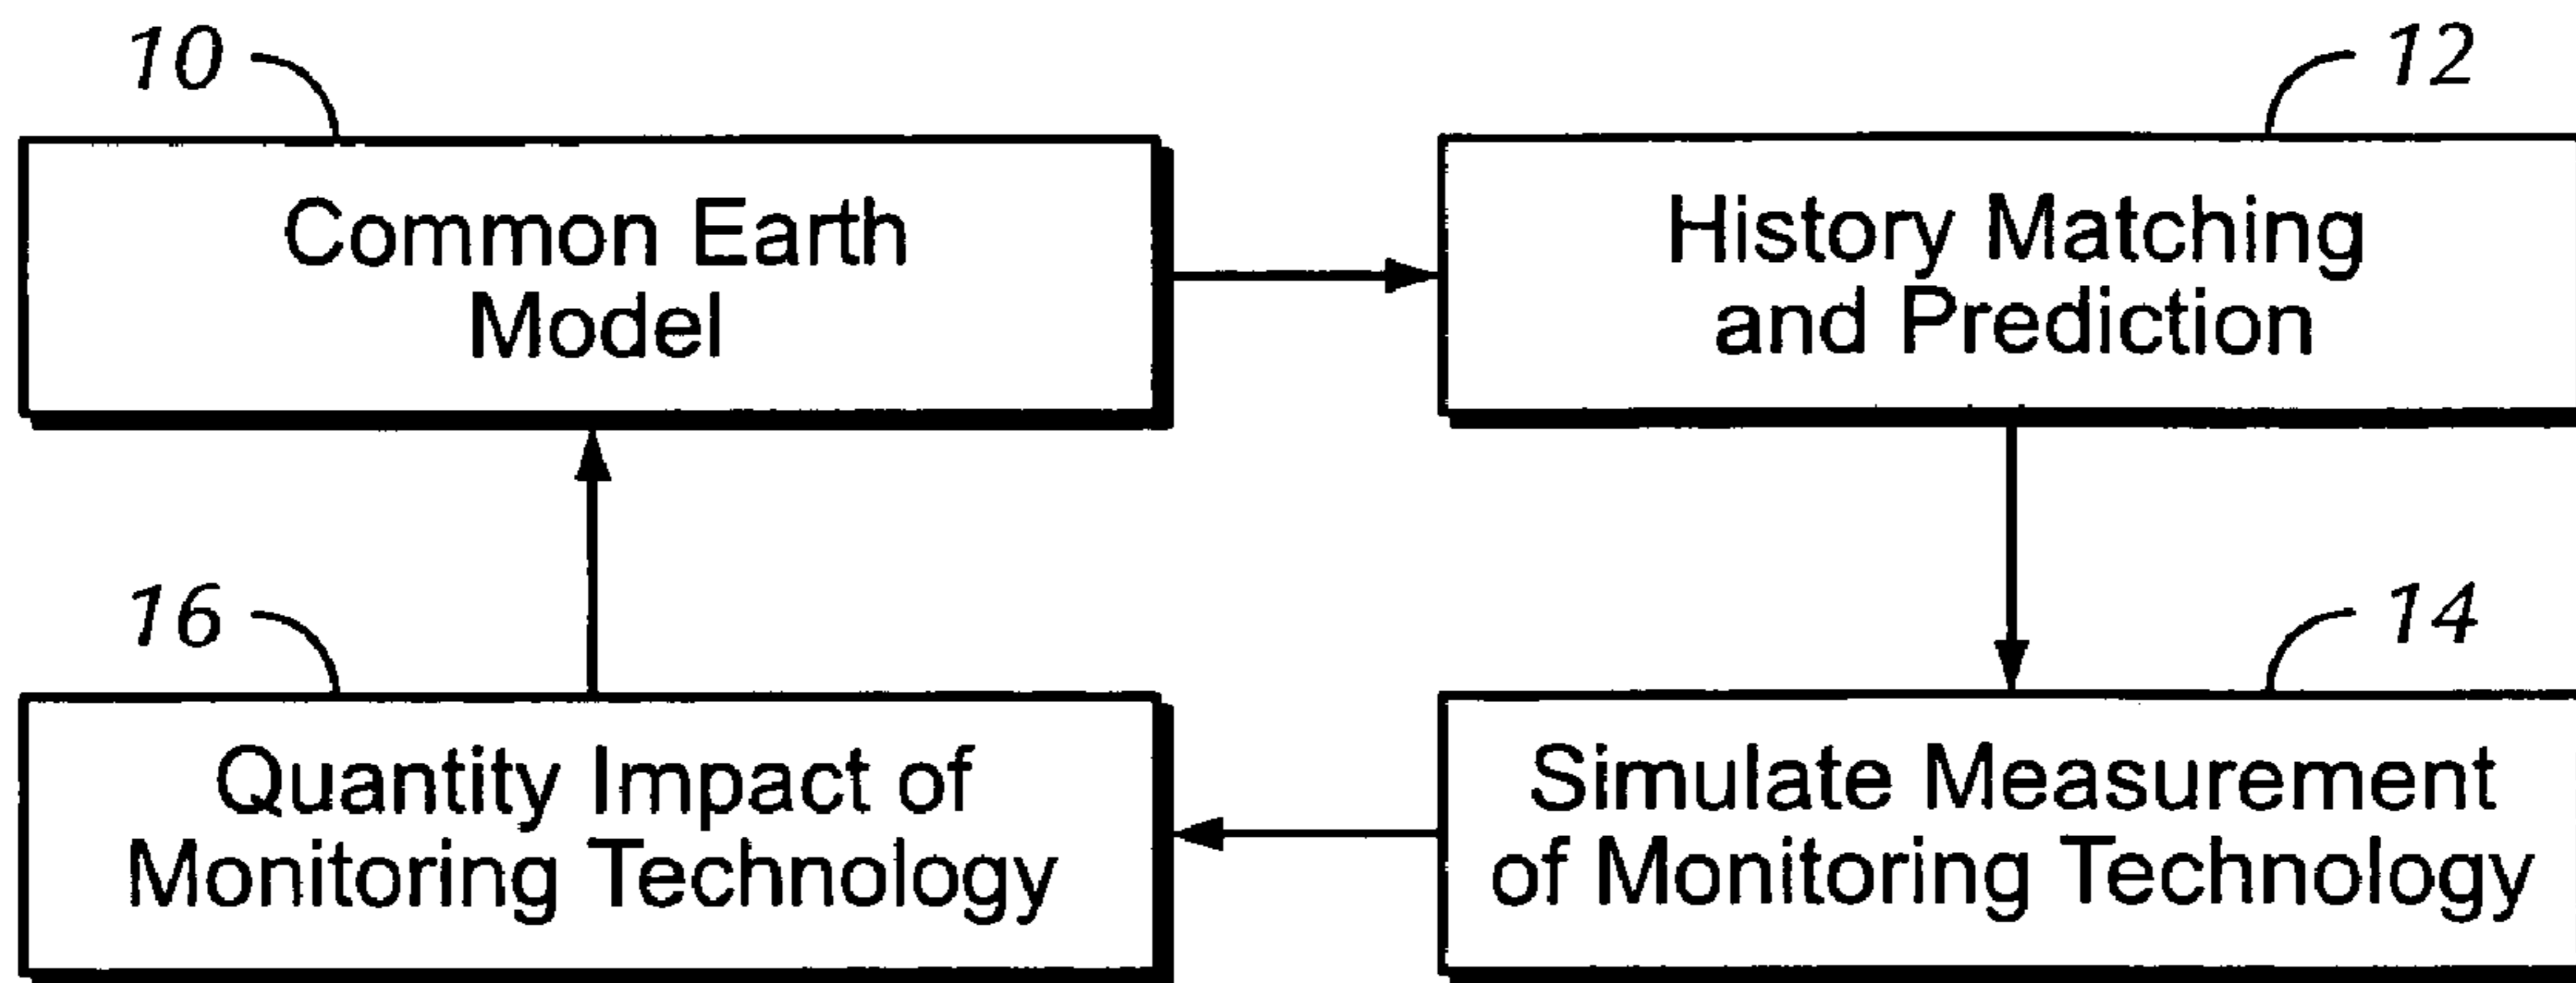 10
12
Common Earth
Model
History Matching
and Prediction
16
14
Quantity Impact of
Monitoring Technology
Simulate Measurement
of Monitoring Technology